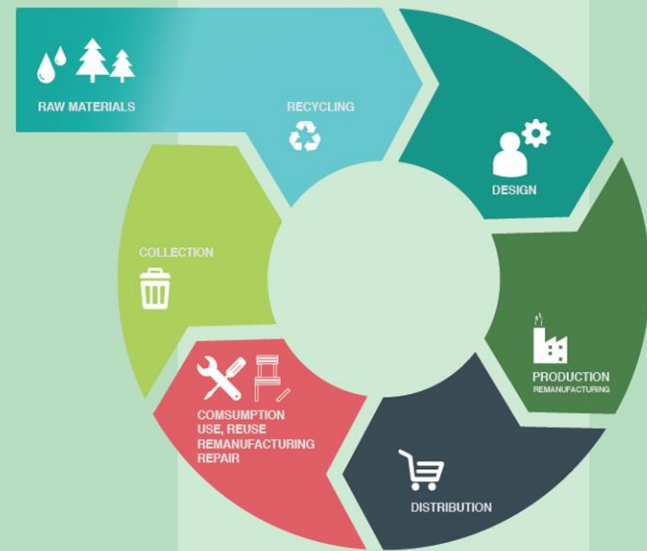 RAW MATERIALS
RECYCLING
DESIGN
PRODUCTION
REMANUFACTURING
DISTRIBUTION
COMSUMPTION
USE, REUSE
REMANUFACTURING
REPAIR
COLLECTION